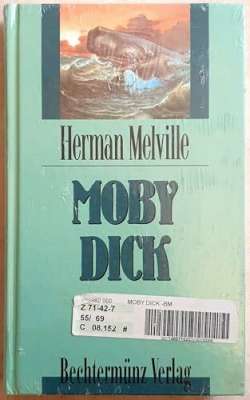 Herman Melville
MOBY
DICK
MOBY DICK -BM
Z 71-42-7
55/ 69
C 08.152 #
Bechtermünz Verlag